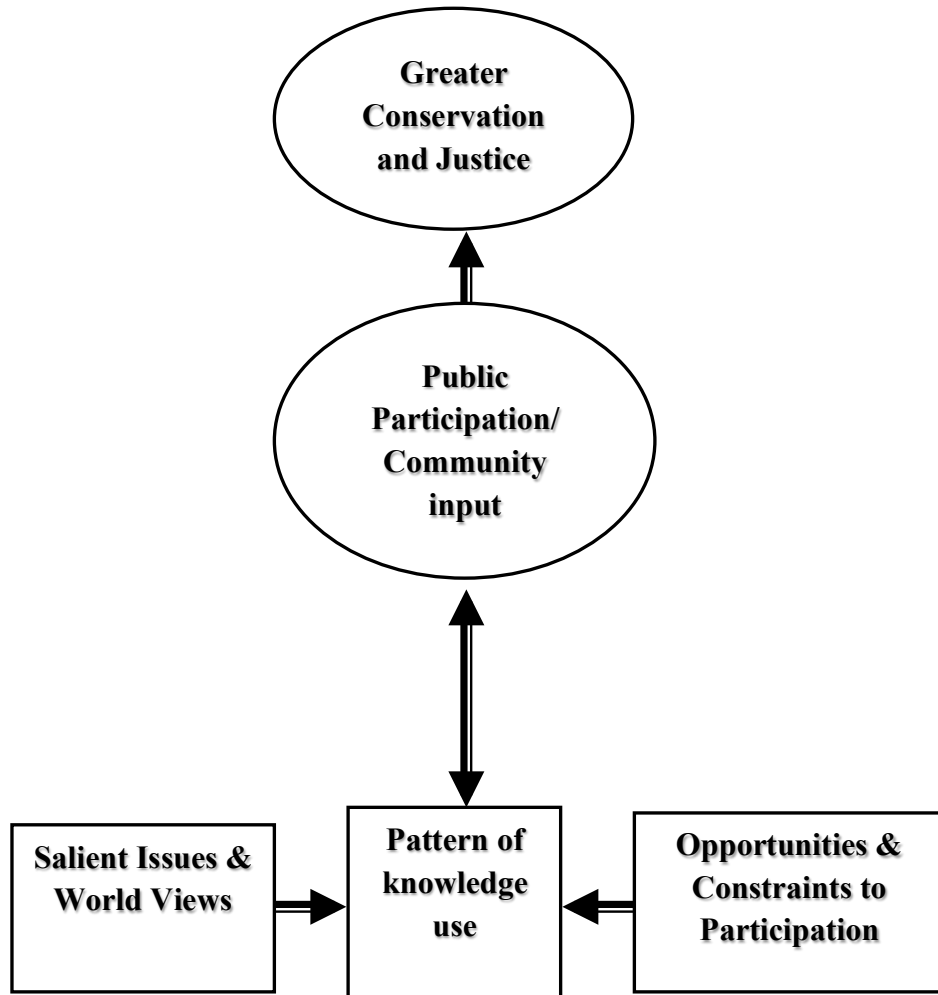 Greater
Conservation
and Justice
Public
Participation/
Community
input
Salient Issues &
World Views
Pattern of
knowledge
use
Opportunities &
Constraints to
Participation